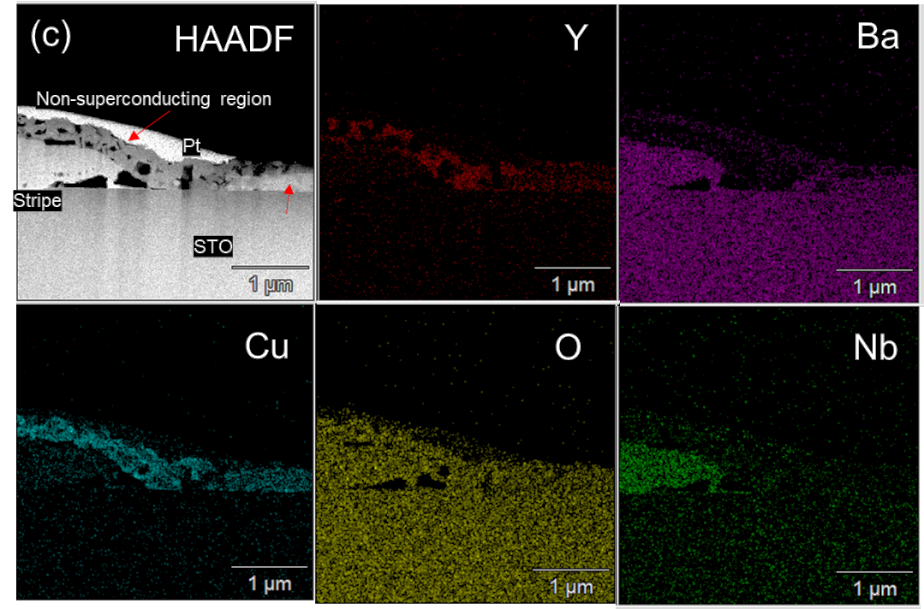 (c)
HAADF
Non-superconducting region
Pt
Stripe
STO
1 µm
Y
1 µm
Ba
1 µm
Cu
1 µm
O
1 µm
Nb
1 µm